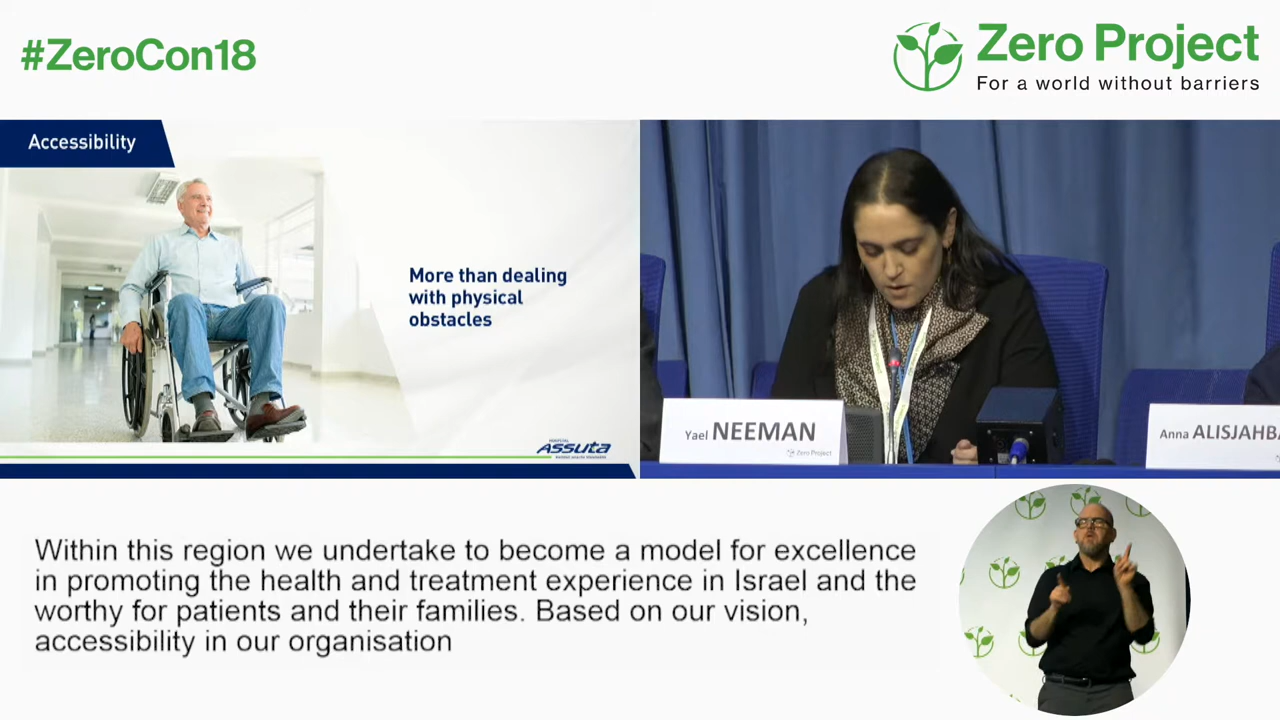 #ZeroCon18
Zero Project
For a world without barriers
Accessibility
More than dealing
with physical
obstacles
ASSUTA
Yael NEEMAN
Zero Project
Anna ALISJAHBA
Within this region we undertake to become a model for excellence
in promoting the health and treatment experience in Israel and the
worthy for patients and their families. Based on our vision,
accessibility in our organisation